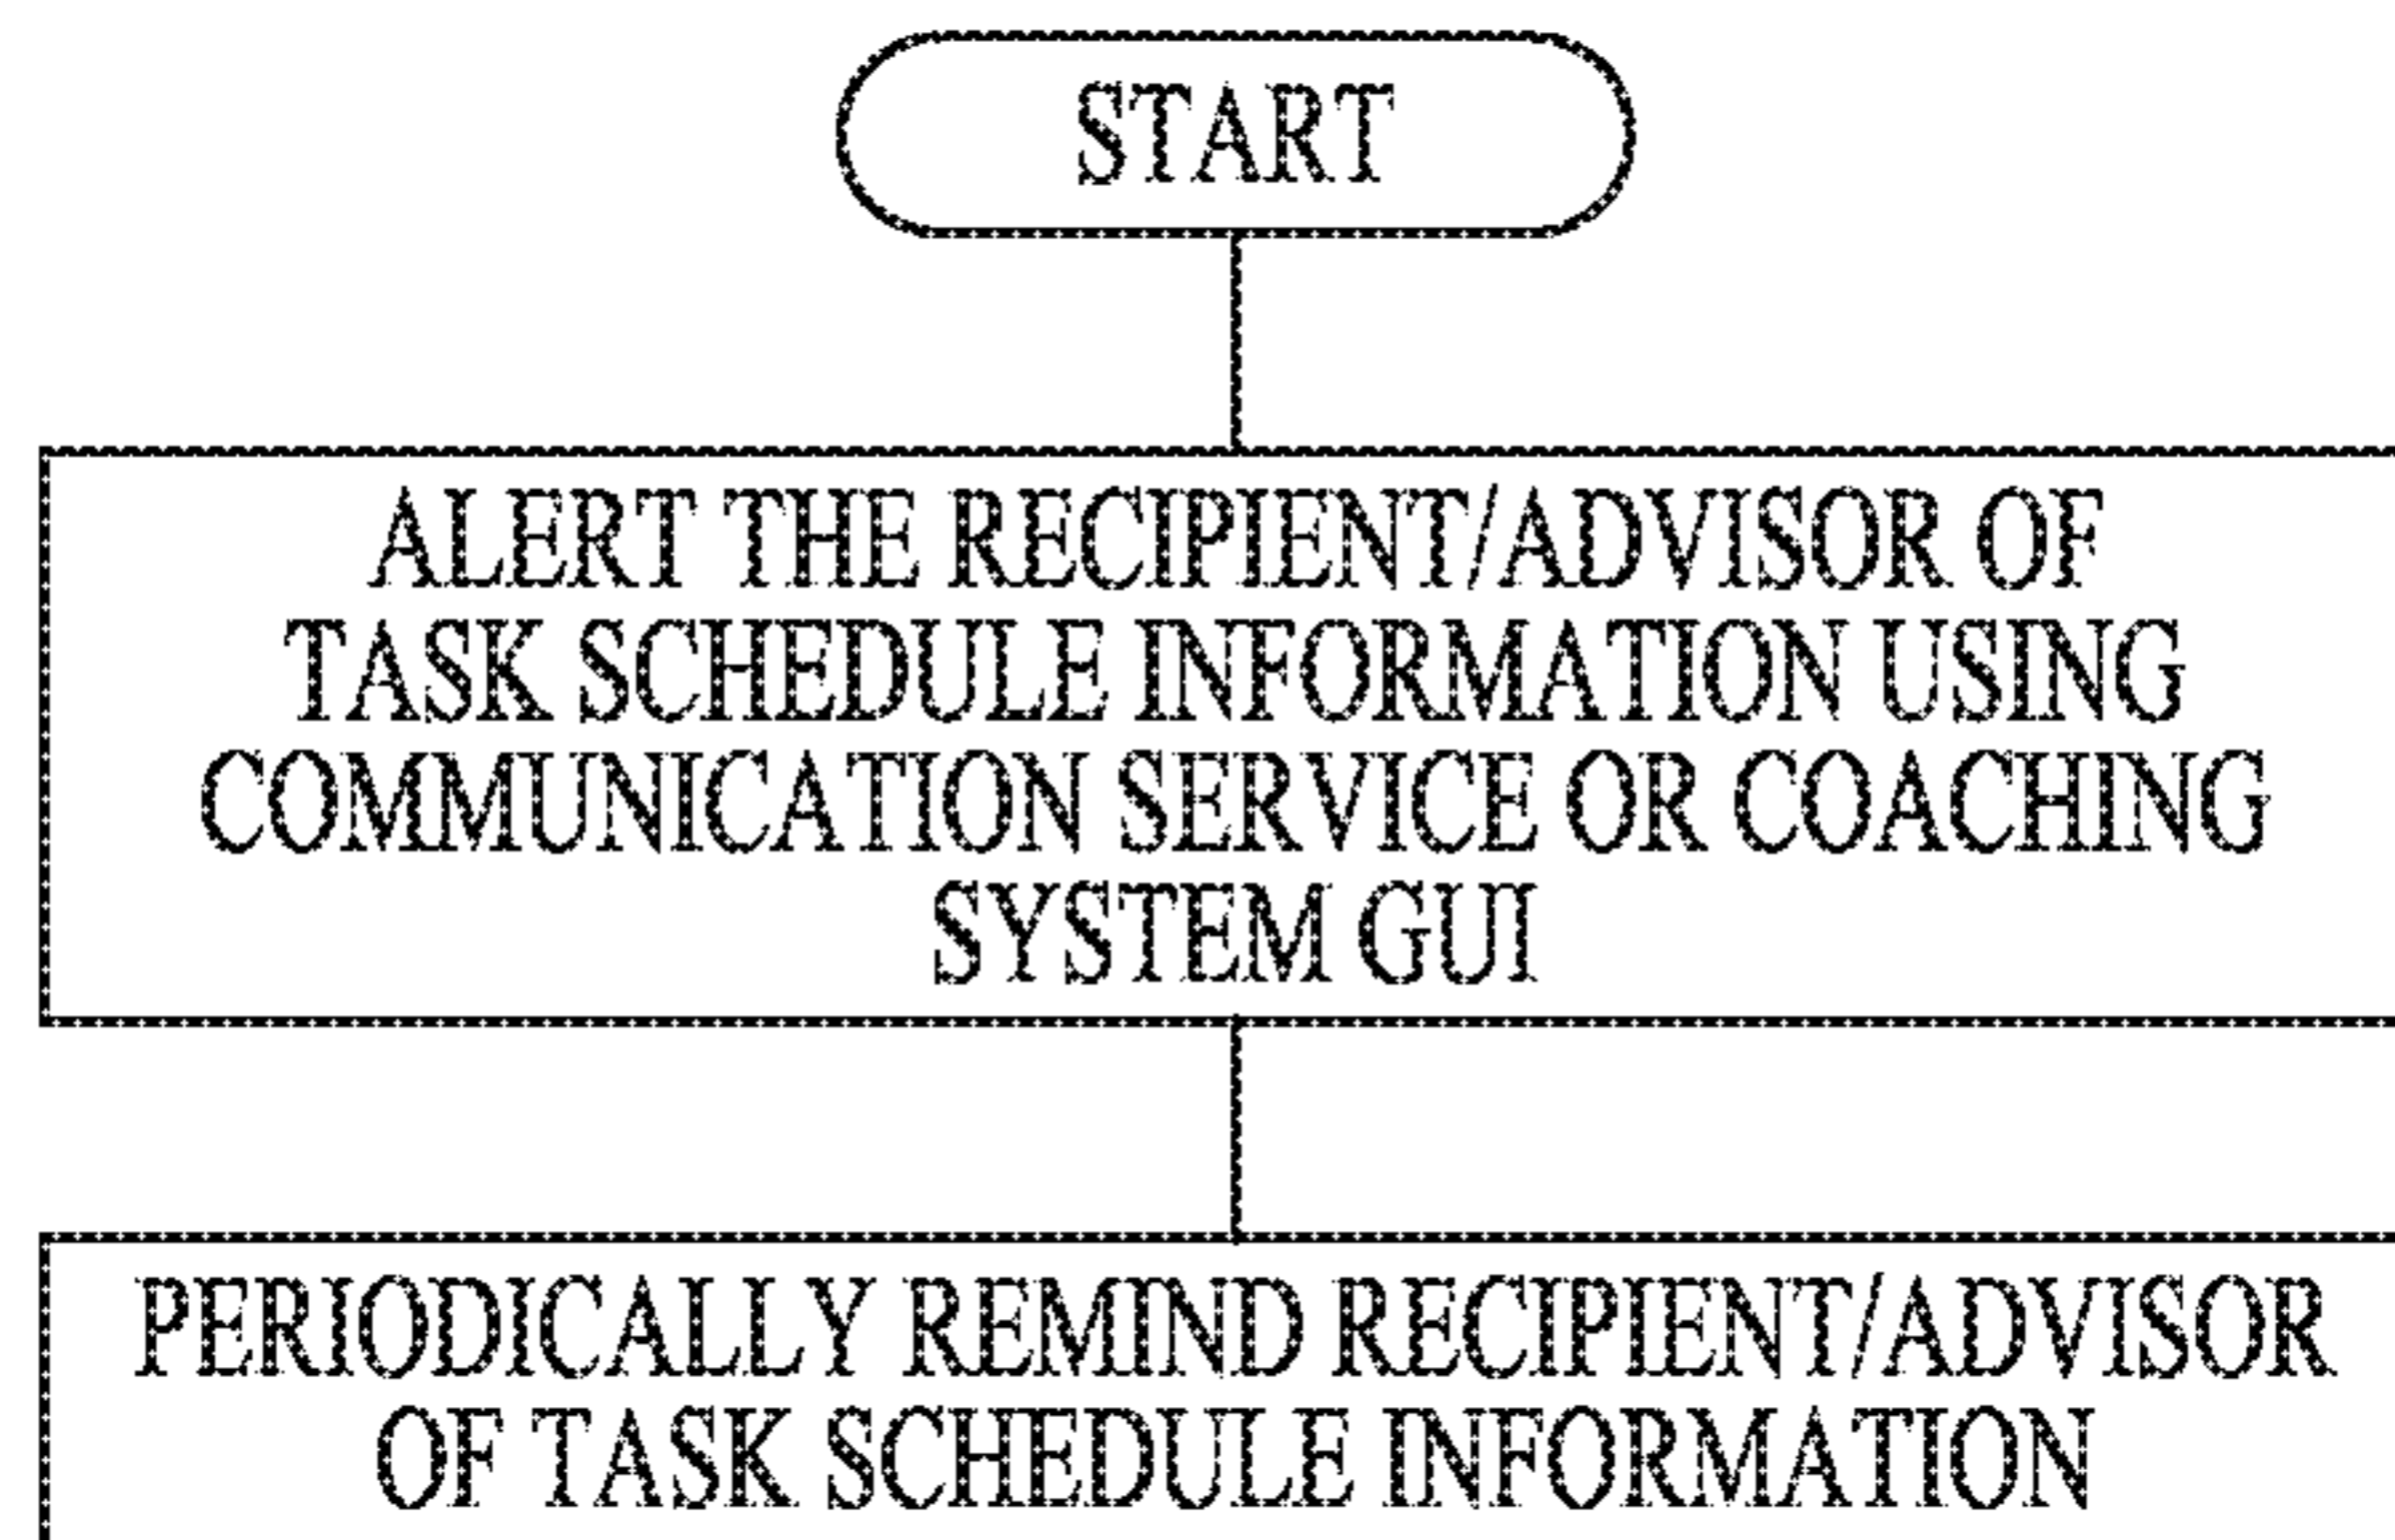 START
ALERT THE RECIPIENT/ADVISOR OF
TASK SCHEDULE INFORMATION USING
COMMUNICATION SERVICE OR COACHING
SYSTEM GUI
PERIODICALLY REMIND RECIPIENT/ADVISOR
OF TASK SCHEDULE INFORMATION